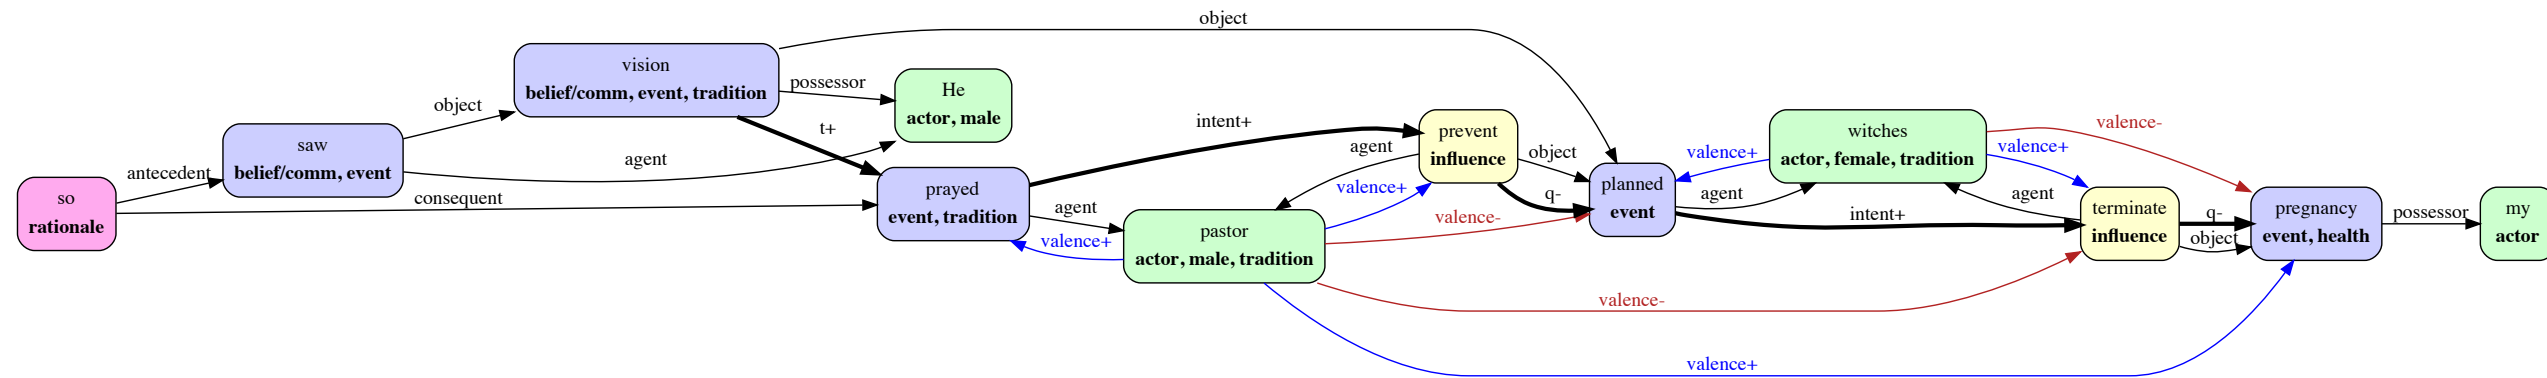 object
vision
belief/comm, event, tradition
possessor
He
actor, male
object
t+
saw
belief/comm, event
antecedent
agent
so
rationale
consequent
prayed
event, tradition
intent+
agent
valence+
pastor
actor, male, tradition
prevent
influence
agent
object
valence+
q-
valence-
planned
event
valence+
agent
witches
actor, female, tradition
valence-
valence+
agent
intent+
terminate
influence
q-
object
pregnancy
event, health
possessor
my
actor
valence-
valence+